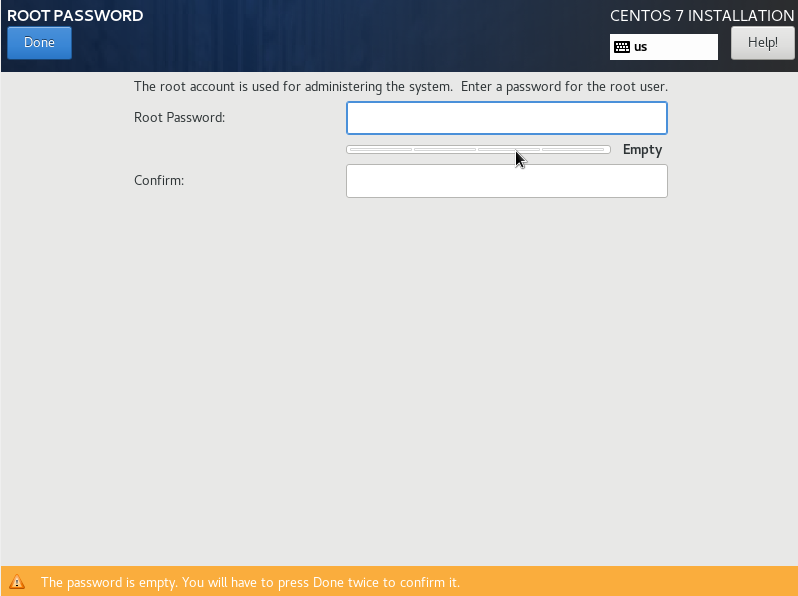 ROOT PASSWORD
CENTOS 7 INSTALLATION
Done
us
Help!
The root account is used for administering the system.  Enter a password for the root user.
Root Password:
Empty
Confirm:
The password is empty. You will have to press Done twice to confirm it.